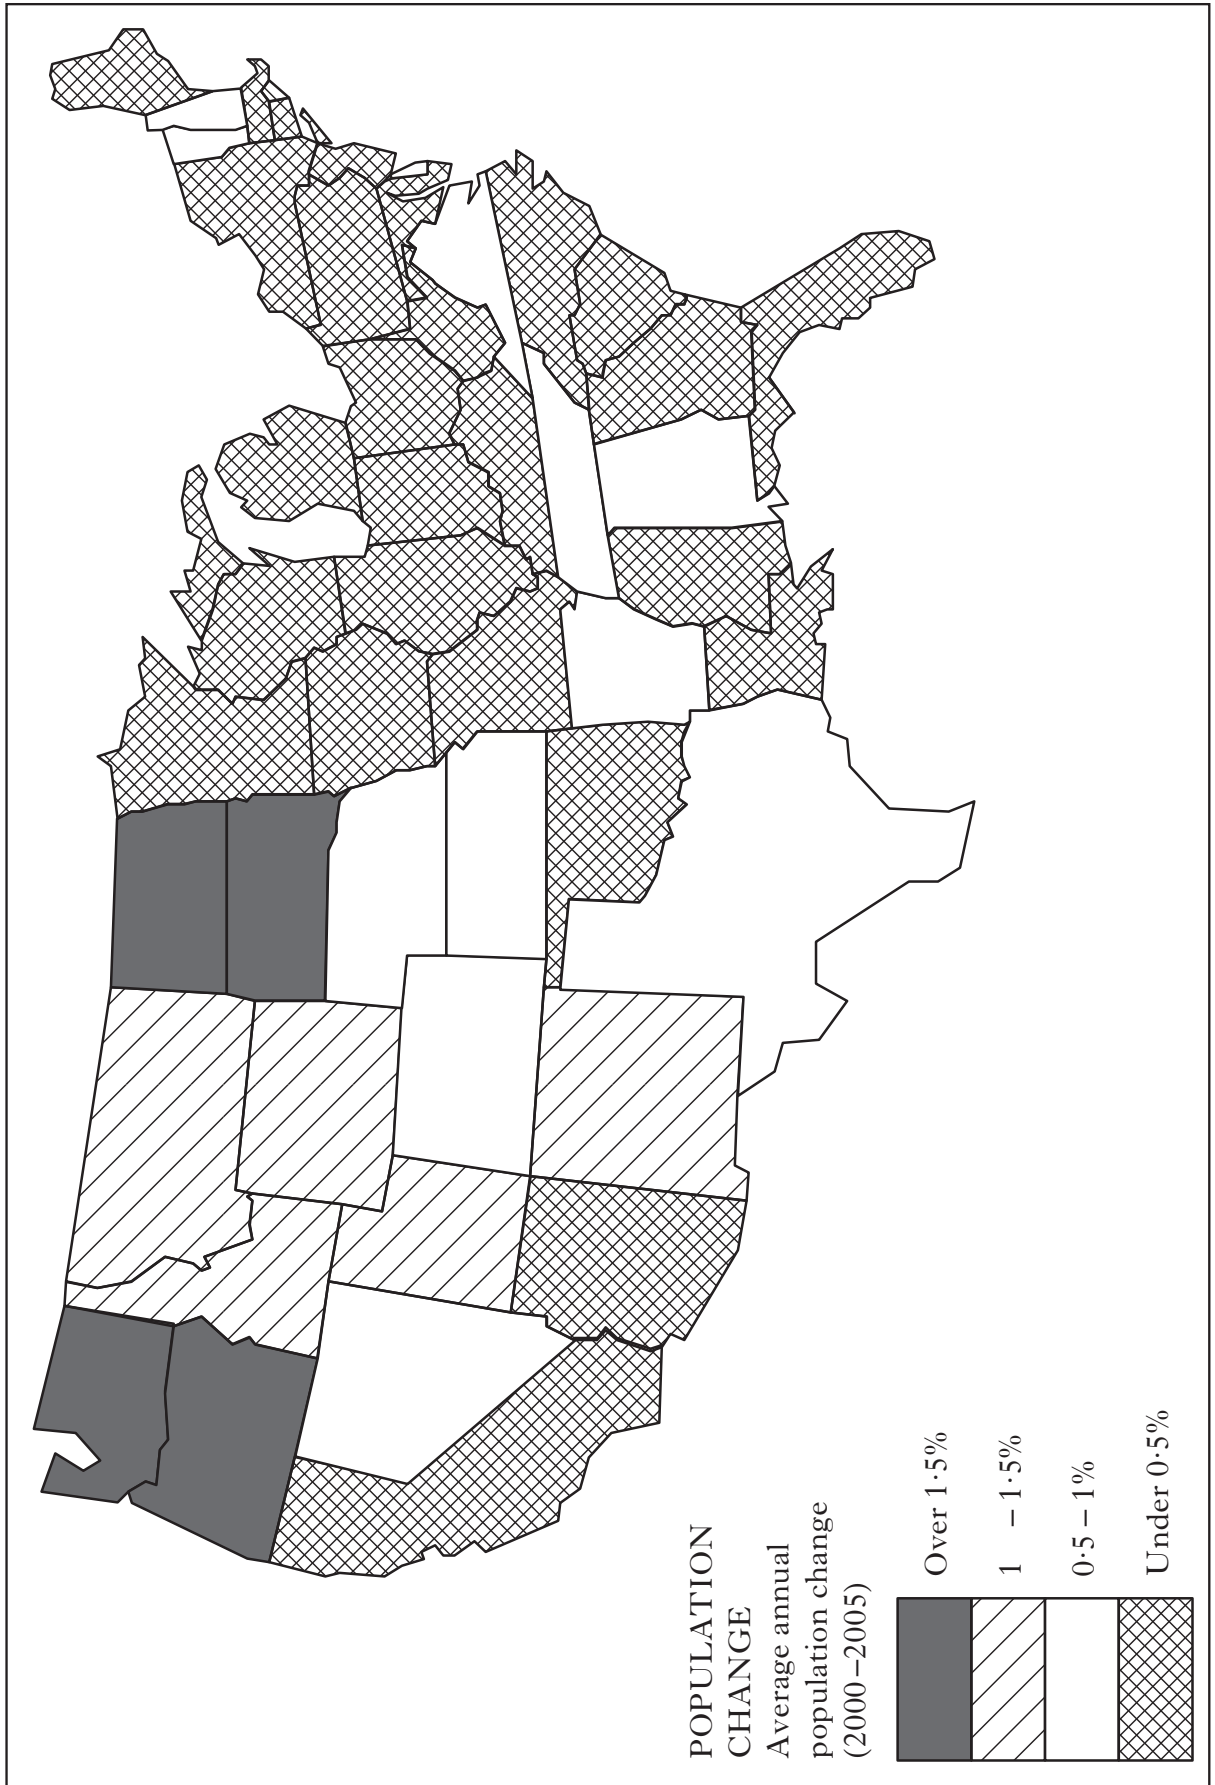 POPULATION
CHANGE
Average annual
population change
(2000–2005)
Over 1·5%
1 – 1·5%
0·5 – 1%
Under 0·5%